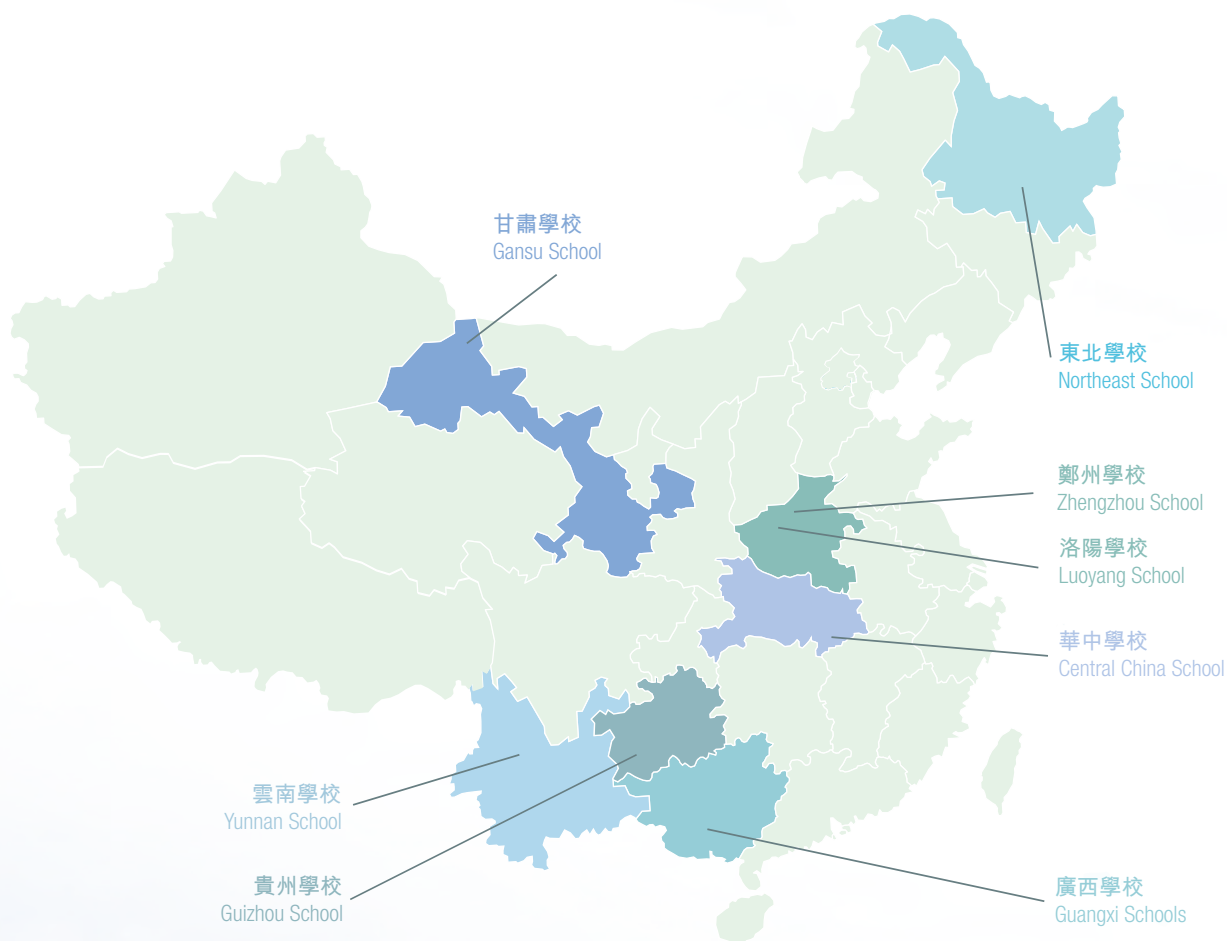 甘肅學校
Gansu School
東北學校
Northeast School
鄭州學校
Zhengzhou School
洛陽學校
Luoyang School
華中學校
Central China School
雲南學校
Yunnan School
貴州學校
Guizhou School
廣西學校
Guangxi Schools